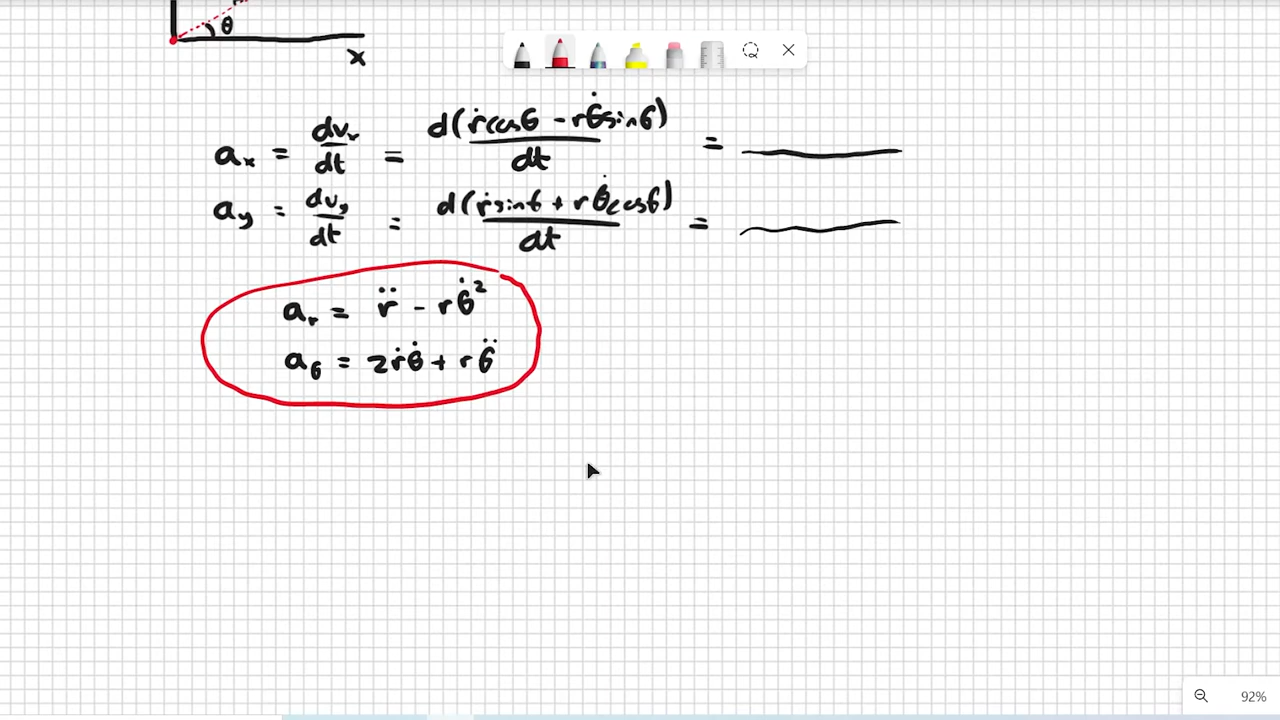 θ
x
aₓ = dvₓ/dt = d(ṙcosθ - rθ̇sinθ)/dt =
a_y = dv_y/dt = d(ṙsinθ + rθ̇cosθ)/dt =
a_r = r̈ - rθ̇²
a_θ = 2ṙθ̇ + rθ̈
92%